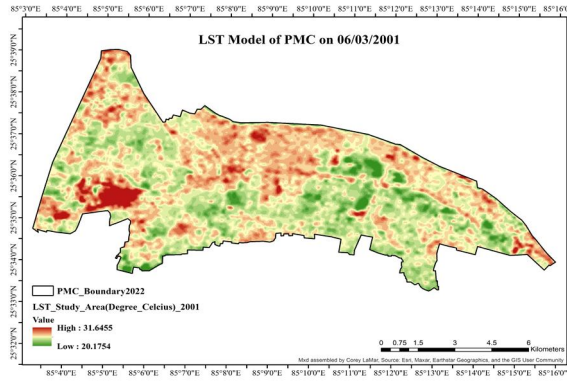 85°3'0"E 85°4'0"E 85°5'0"E 85°6'0"E 85°7'0"E 85°8'0"E 85°9'0"E 85°10'0"E 85°11'0"E 85°12'0"E 85°13'0"E 85°14'0"E 85°15'0"E 85°16'0"E
LST Model of PMC on 06/03/2001
25°39'0"N
25°38'0"N
25°37'0"N
25°36'0"N
25°35'0"N
25°34'0"N
25°33'0"N
25°32'0"N
PMC_Boundary2022
LST_Study_Area(Degree_Celcius)_2001
Value
High : 31.6455
Low : 20.1754
0 0.75 1.5 3 4.5 6
Kilometers
Mxd assembled by Corey LaMar, Source: Esri, Maxar, Earthstar Geographics, and the GIS User Community
85°4'0"E 85°5'0"E 85°6'0"E 85°7'0"E 85°8'0"E 85°9'0"E 85°10'0"E 85°11'0"E 85°12'0"E 85°13'0"E 85°14'0"E 85°15'0"E 85°16'0"E